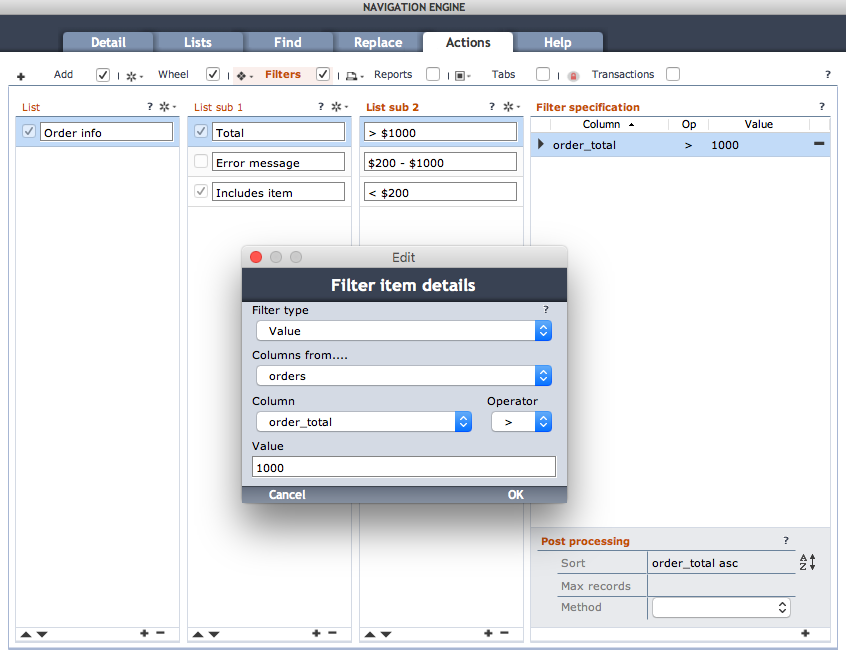 NAVIGATION ENGINE
Detail Lists Find Replace Actions Help
Add Wheel Filters Reports Tabs Transactions ?
List ? List sub 1 ? List sub 2 ? Filter specification ?
Column Op Value
Order info Total > $1000 order_total > 1000
Error message $200 - $1000
Includes item < $200
Edit
Filter item details
Filter type ?
Value
Columns from....
orders
Column Operator
order_total >
Value
1000
Cancel OK
Post processing ?
Sort order_total asc A Z
Max records
Method